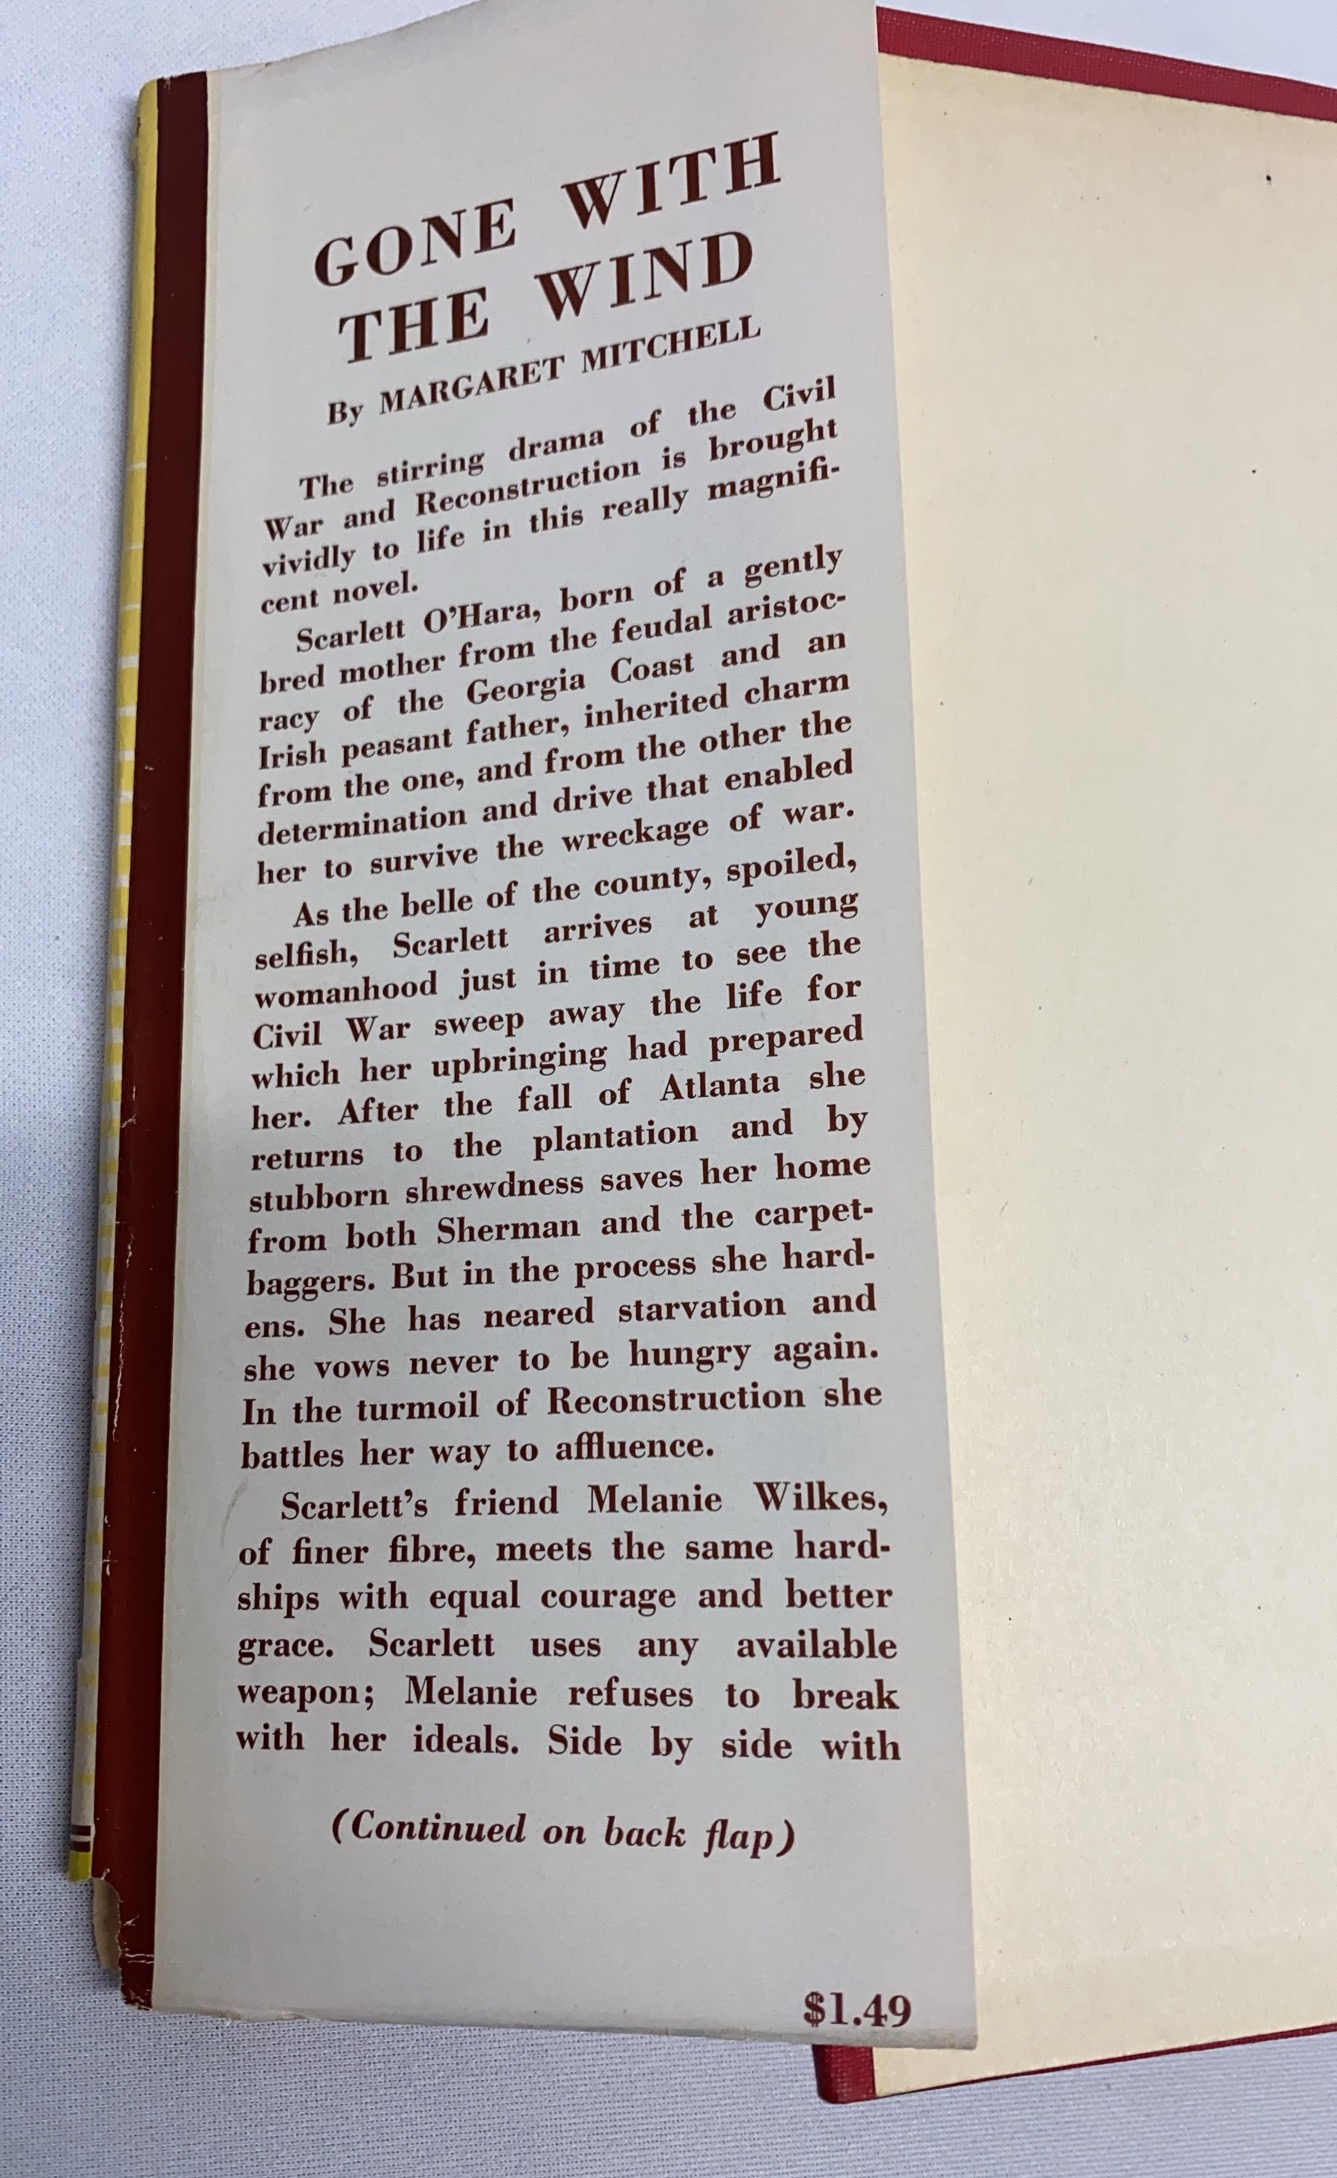 GONE WITH
THE WIND
By MARGARET MITCHELL
The stirring drama of the Civil
War and Reconstruction is brought
vividly to life in this really magnifi-
cent novel.
Scarlett O'Hara, born of a gently
bred mother from the feudal aristoc-
racy of the Georgia Coast and an
Irish peasant father, inherited charm
from the one, and from the other the
determination and drive that enabled
her to survive the wreckage of war.
As the belle of the county, spoiled,
selfish, Scarlett arrives at young
womanhood just in time to see the
Civil War sweep away the life for
which her upbringing had prepared
her. After the fall of Atlanta she
returns to the plantation and by
stubborn shrewdness saves her home
from both Sherman and the carpet-
baggers. But in the process she hard-
ens. She has neared starvation and
she vows never to be hungry again.
In the turmoil of Reconstruction she
battles her way to affluence.
Scarlett's friend Melanie Wilkes,
of finer fibre, meets the same hard-
ships with equal courage and better
grace. Scarlett uses any available
weapon; Melanie refuses to break
with her ideals. Side by side with
(Continued on back flap)
$1.49